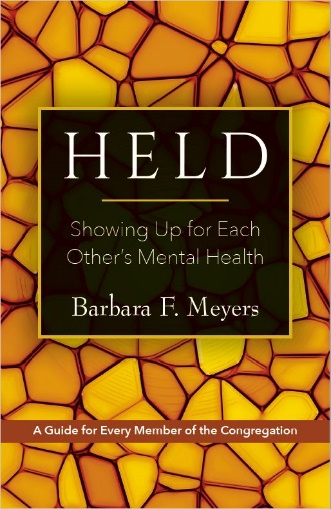 HELD
Showing Up for Each
Other's Mental Health
Barbara F. Meyers
A Guide for Every Member of the Congregation